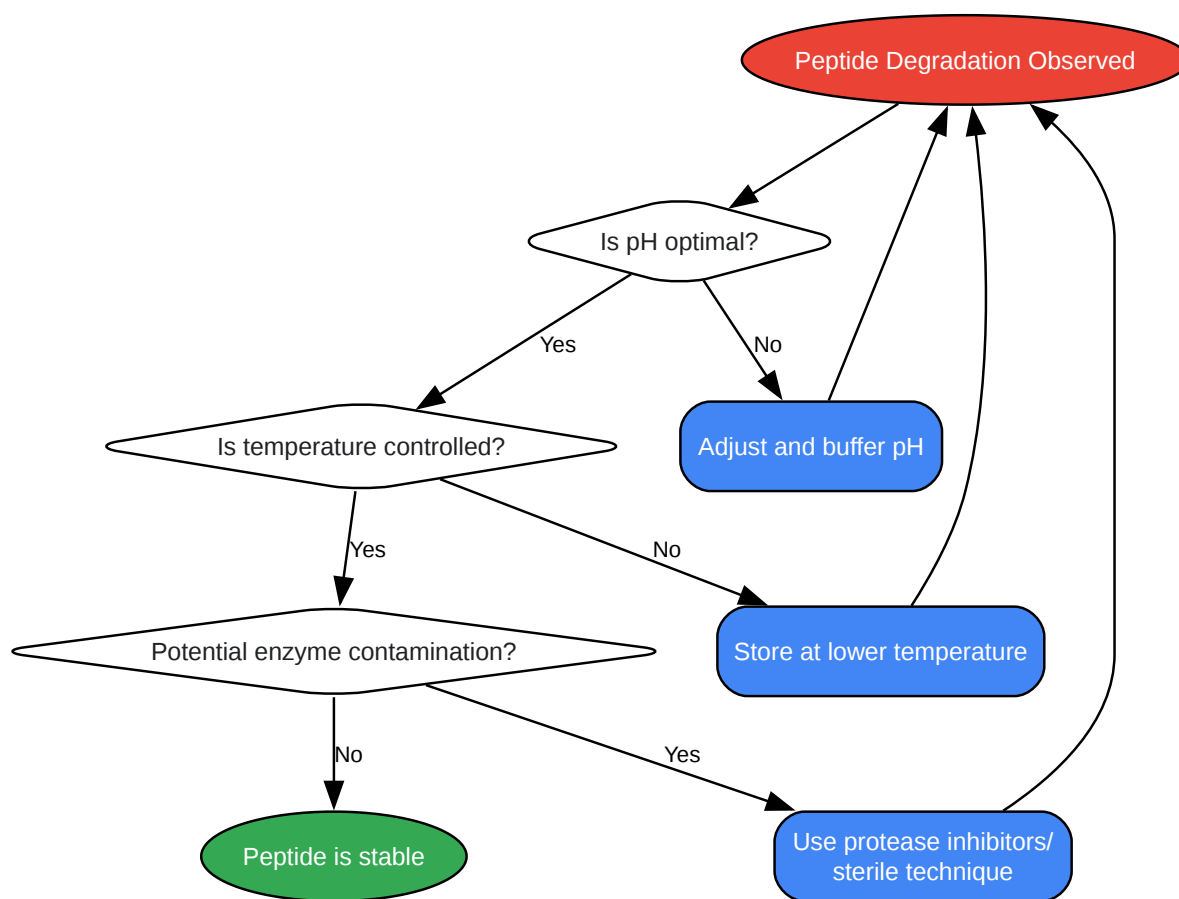 Peptide Degradation Observed
Is pH optimal?
Yes
No
Is temperature controlled?
Adjust and buffer pH
Yes
No
Potential enzyme contamination?
Store at lower temperature
No
Yes
Peptide is stable
Use protease inhibitors/
sterile technique